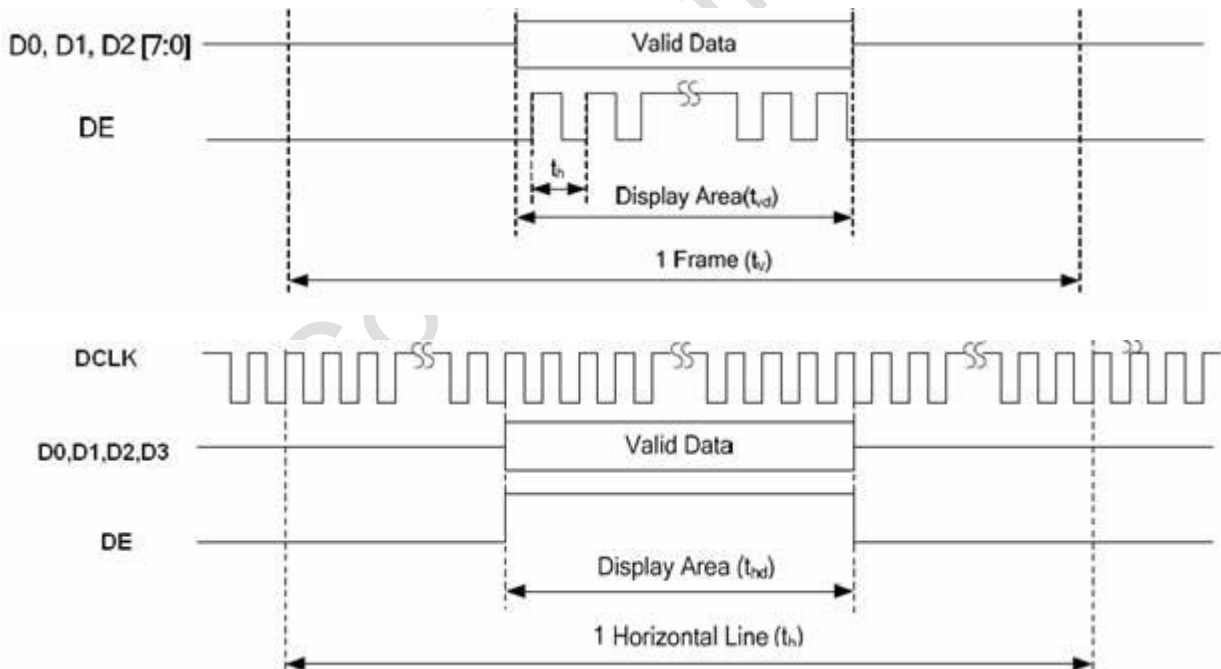 D0, D1, D2 [7:0]
Valid Data
DE
th
Display Area(tvd)
1 Frame (tv)
DCLK
D0,D1,D2,D3
Valid Data
DE
Display Area (thd)
1 Horizontal Line (th)